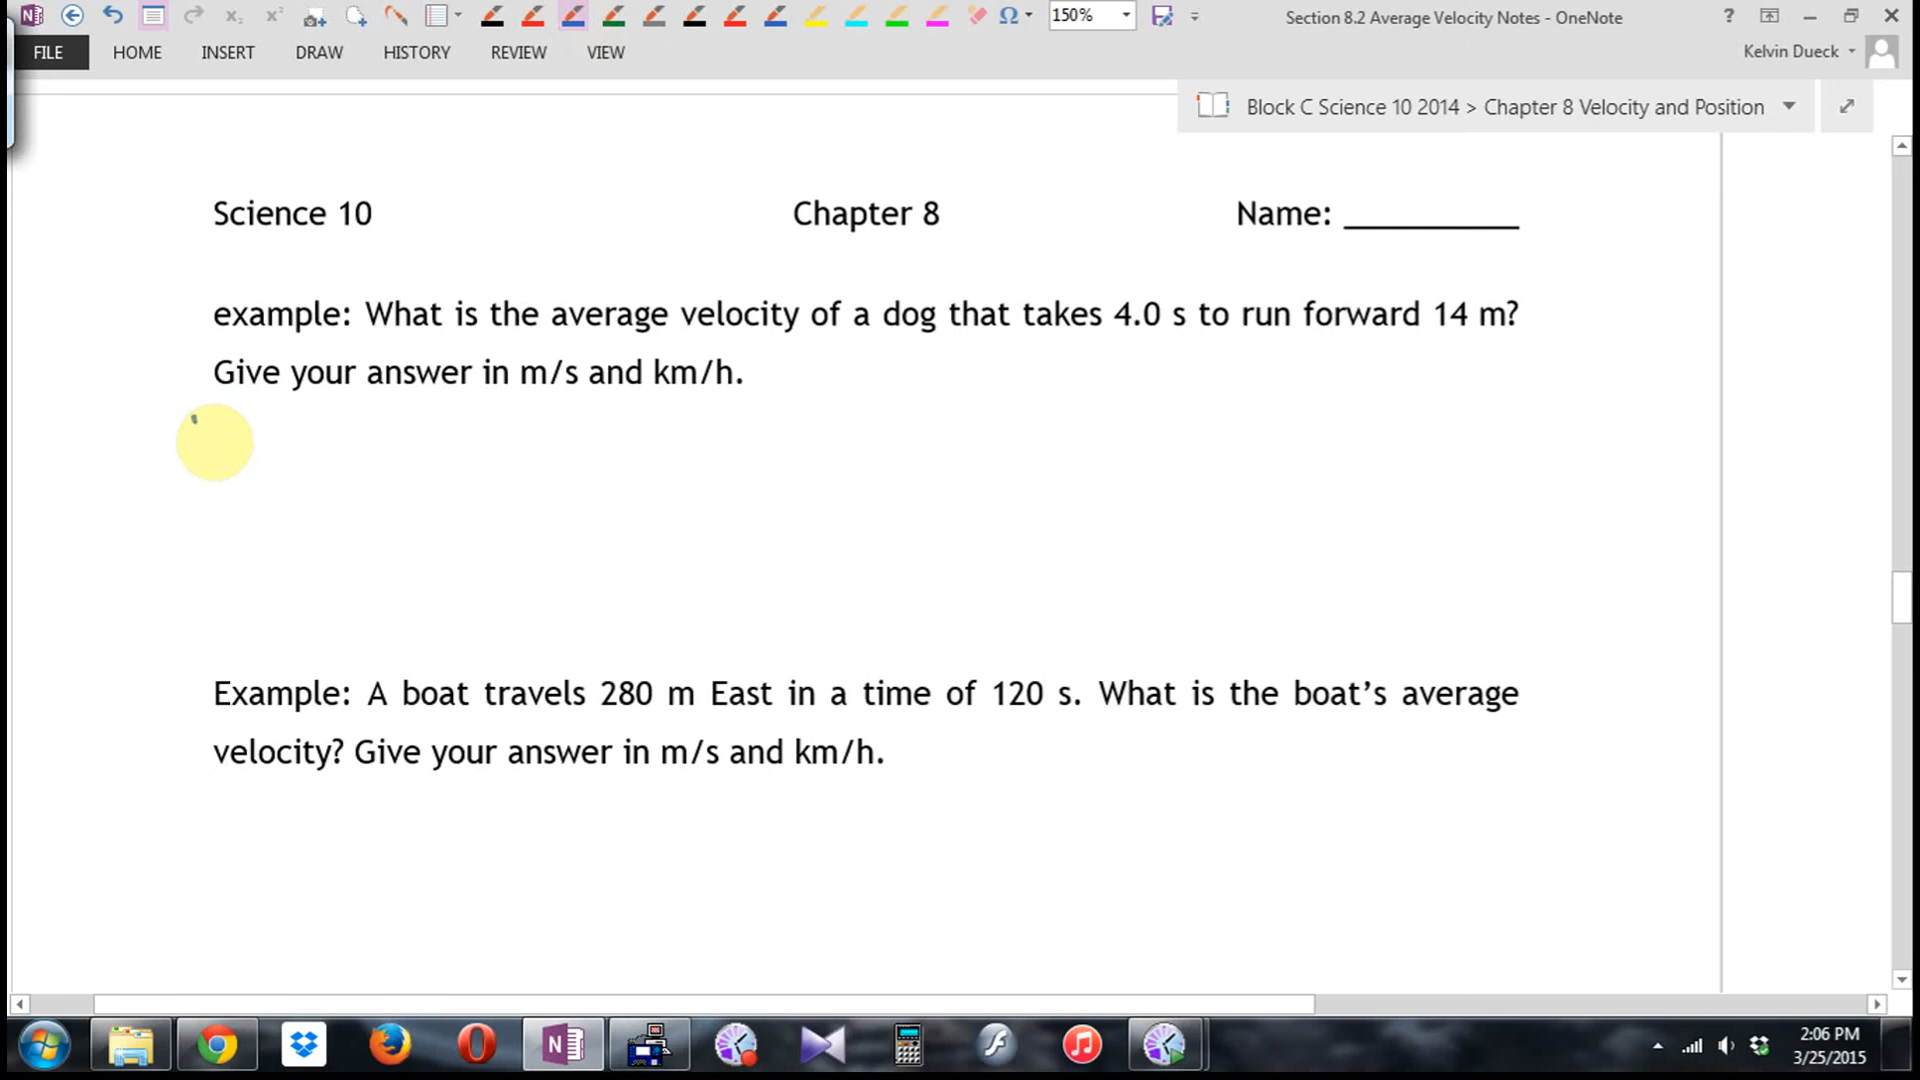 150%
Section 8.2 Average Velocity Notes - OneNote
?
FILE HOME INSERT DRAW HISTORY REVIEW VIEW
Kelvin Dueck
Block C Science 10 2014 > Chapter 8 Velocity and Position
Science 10 Chapter 8 Name: __________
example: What is the average velocity of a dog that takes 4.0 s to run forward 14 m?
Give your answer in m/s and km/h.
Example: A boat travels 280 m East in a time of 120 s. What is the boat's average
velocity? Give your answer in m/s and km/h.
2:06 PM
3/25/2015